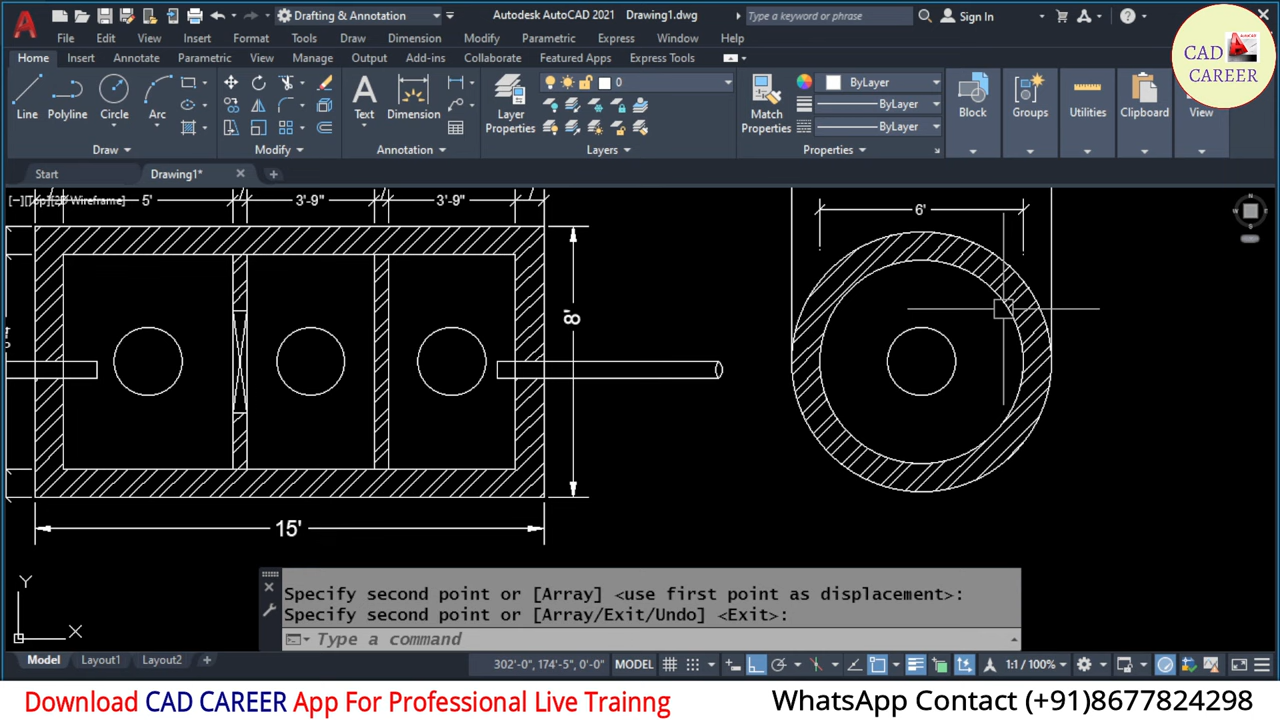 Drafting & Annotation
Autodesk AutoCAD 2021 Drawing1.dwg
Type a keyword or phrase
Sign In
File Edit View Insert Format Tools Draw Dimension Modify Parametric Express Window Help
Home Insert Annotate Parametric View Manage Output Add-ins Collaborate Featured Apps Express Tools
CAD
CAREER
0
ByLayer
ByLayer
ByLayer
Line Polyline Circle Arc
Text Dimension
Layer
Properties
Match
Properties
Block Groups Utilities Clipboard View
Draw Modify Annotation Layers Properties
Start Drawing1*
[−][Top][2D Wireframe]
5' 3'-9" 3'-9"
6'
8'
15'
Y
X
Specify second point or [Array] <use first point as displacement>:
Specify second point or [Array/Exit/Undo] <Exit>:
Type a command
Model Layout1 Layout2 +
302'-0", 174'-5", 0'-0" MODEL 1:1 / 100%
Download CAD CAREER App For Professional Live Trainng
WhatsApp Contact (+91)8677824298